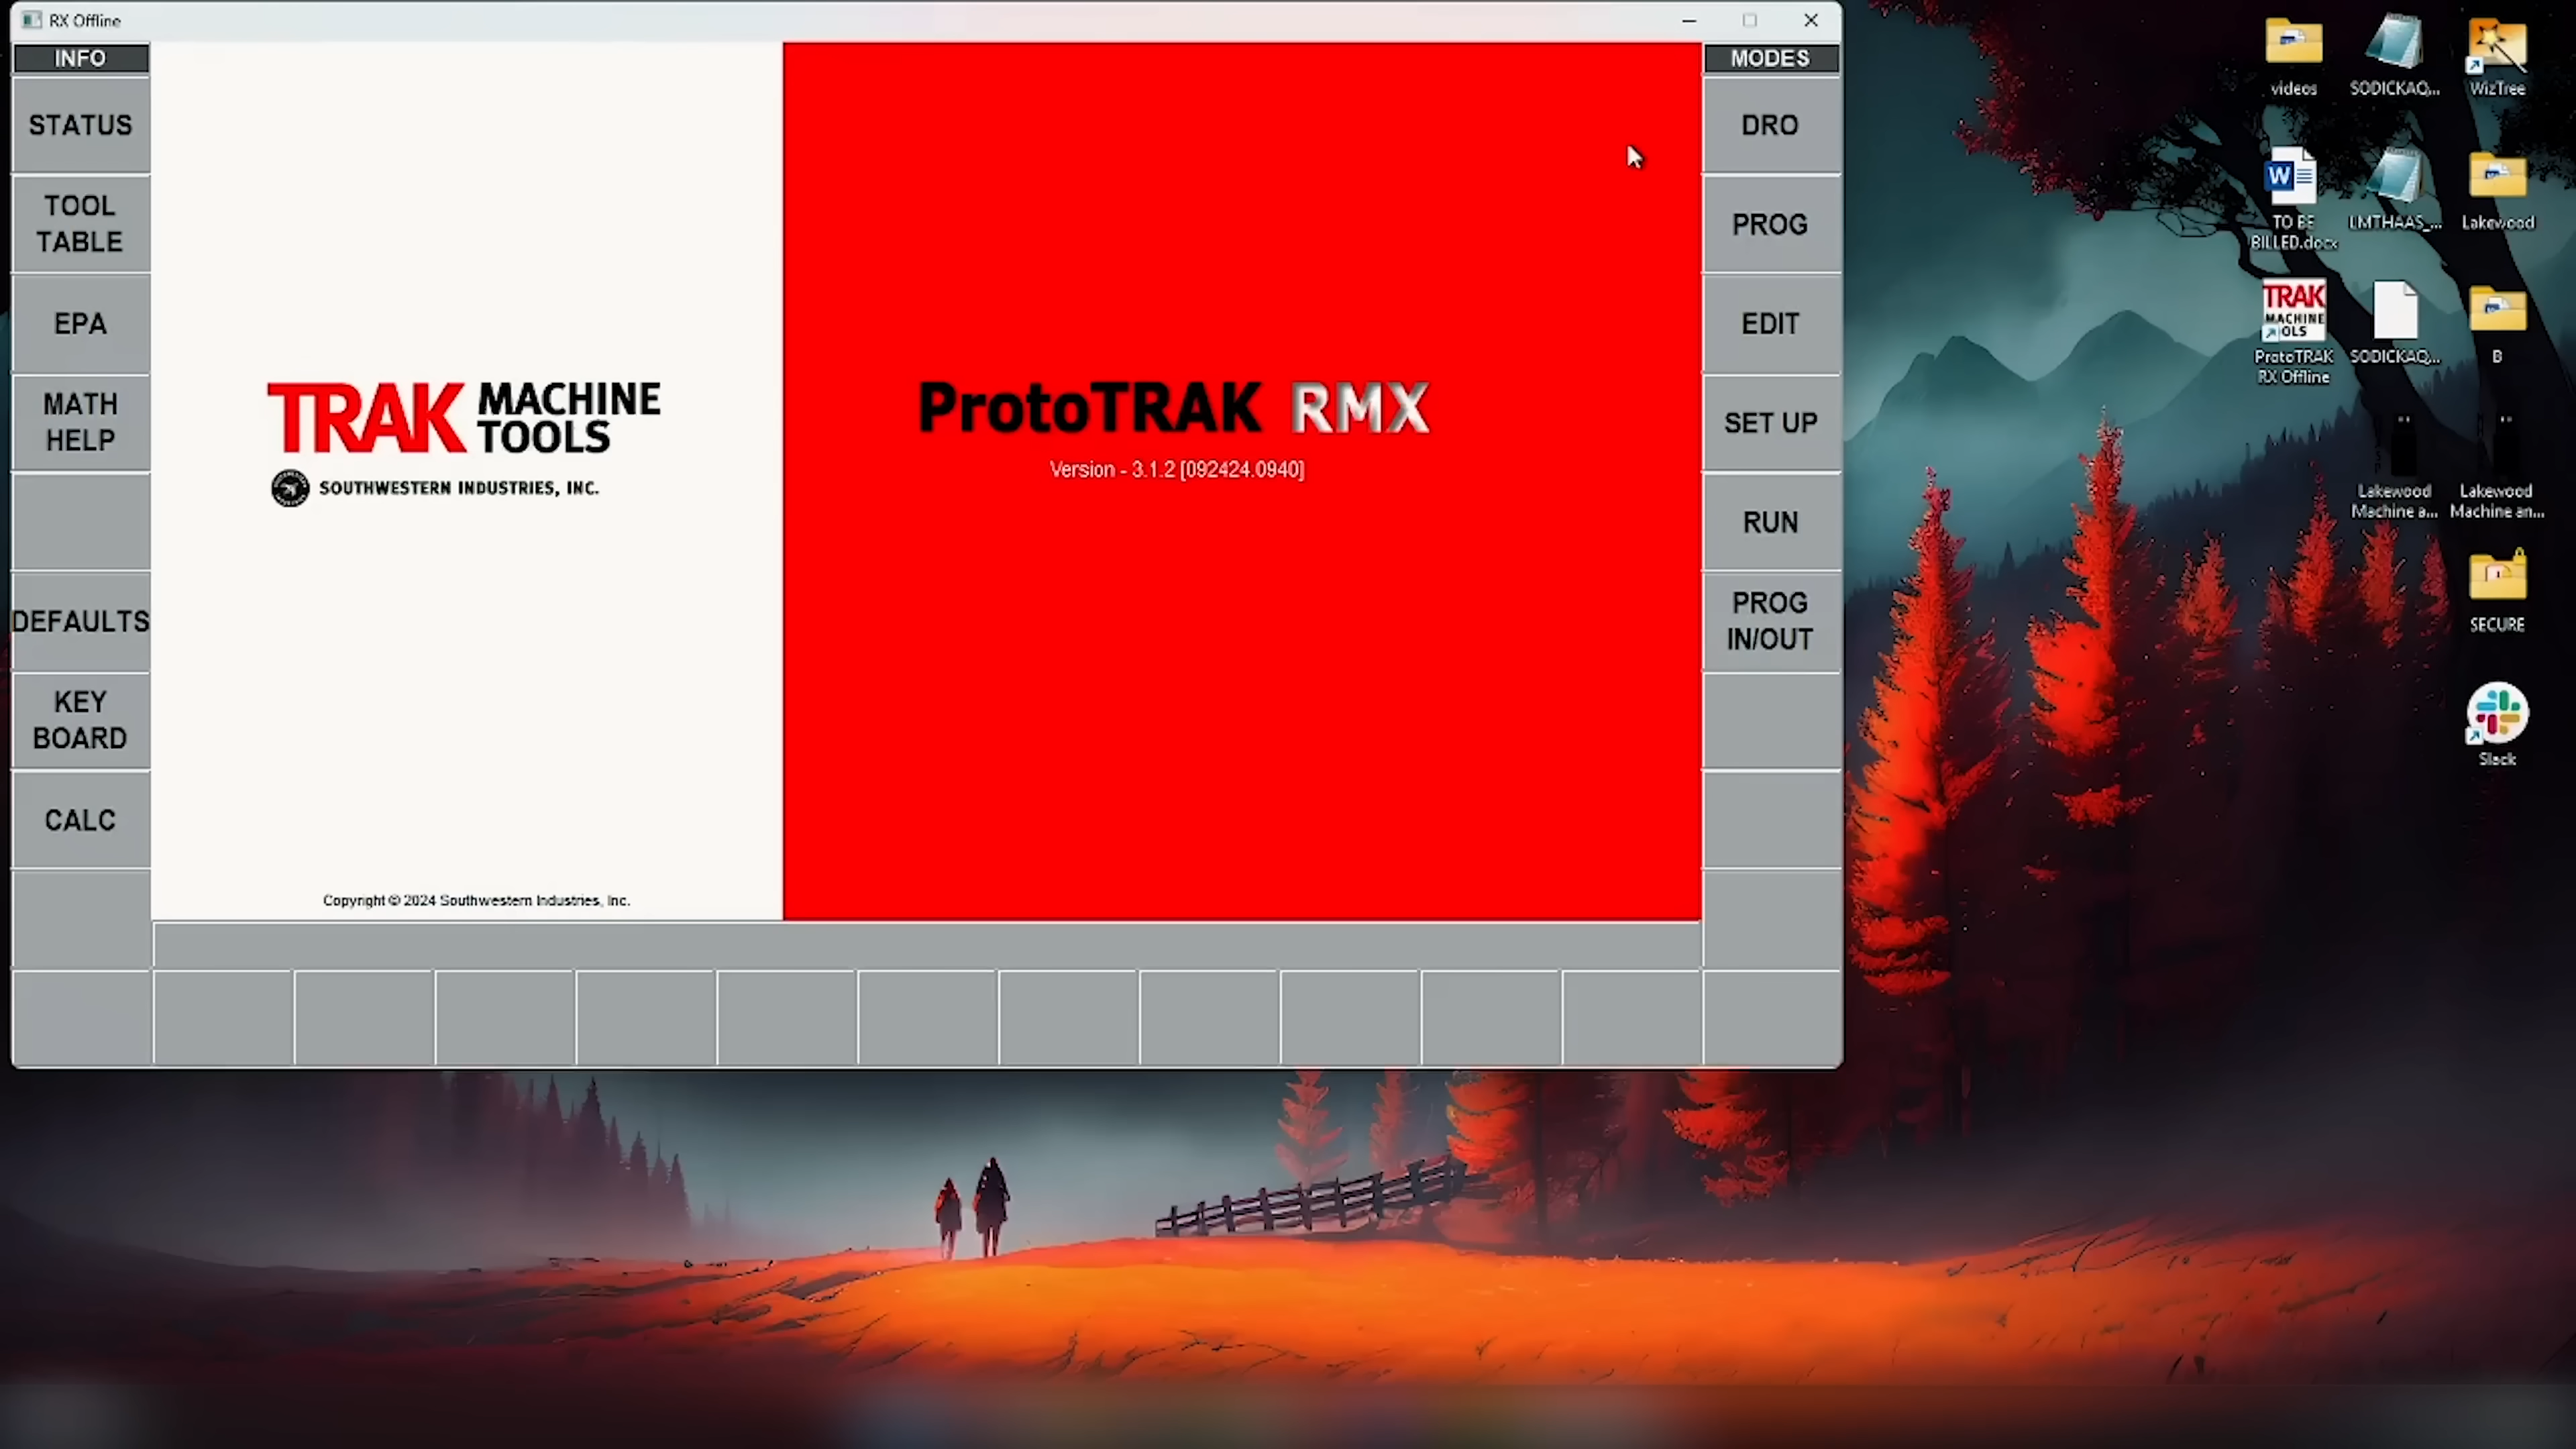 RX Offline
INFO
STATUS
TOOL
TABLE
EPA
MATH
HELP
DEFAULTS
KEY
BOARD
CALC
TRAK MACHINE
TOOLS
SOUTHWESTERN INDUSTRIES, INC.
Copyright © 2024 Southwestern Industries, Inc.
ProtoTRAK RMX
Version - 3.1.2 [092424.0940]
MODES
DRO
PROG
EDIT
SET UP
RUN
PROG
IN/OUT
videos
SODICKAQ...
WizTree
TO BE
BILLED.docx
LMTHAAS_...
Lakewood
TRAK
MACHINE
OLS
ProtoTRAK
RX Offline
SODICKAQ...
B
Lakewood
Machine a...
Lakewood
Machine an...
SECURE
Slack